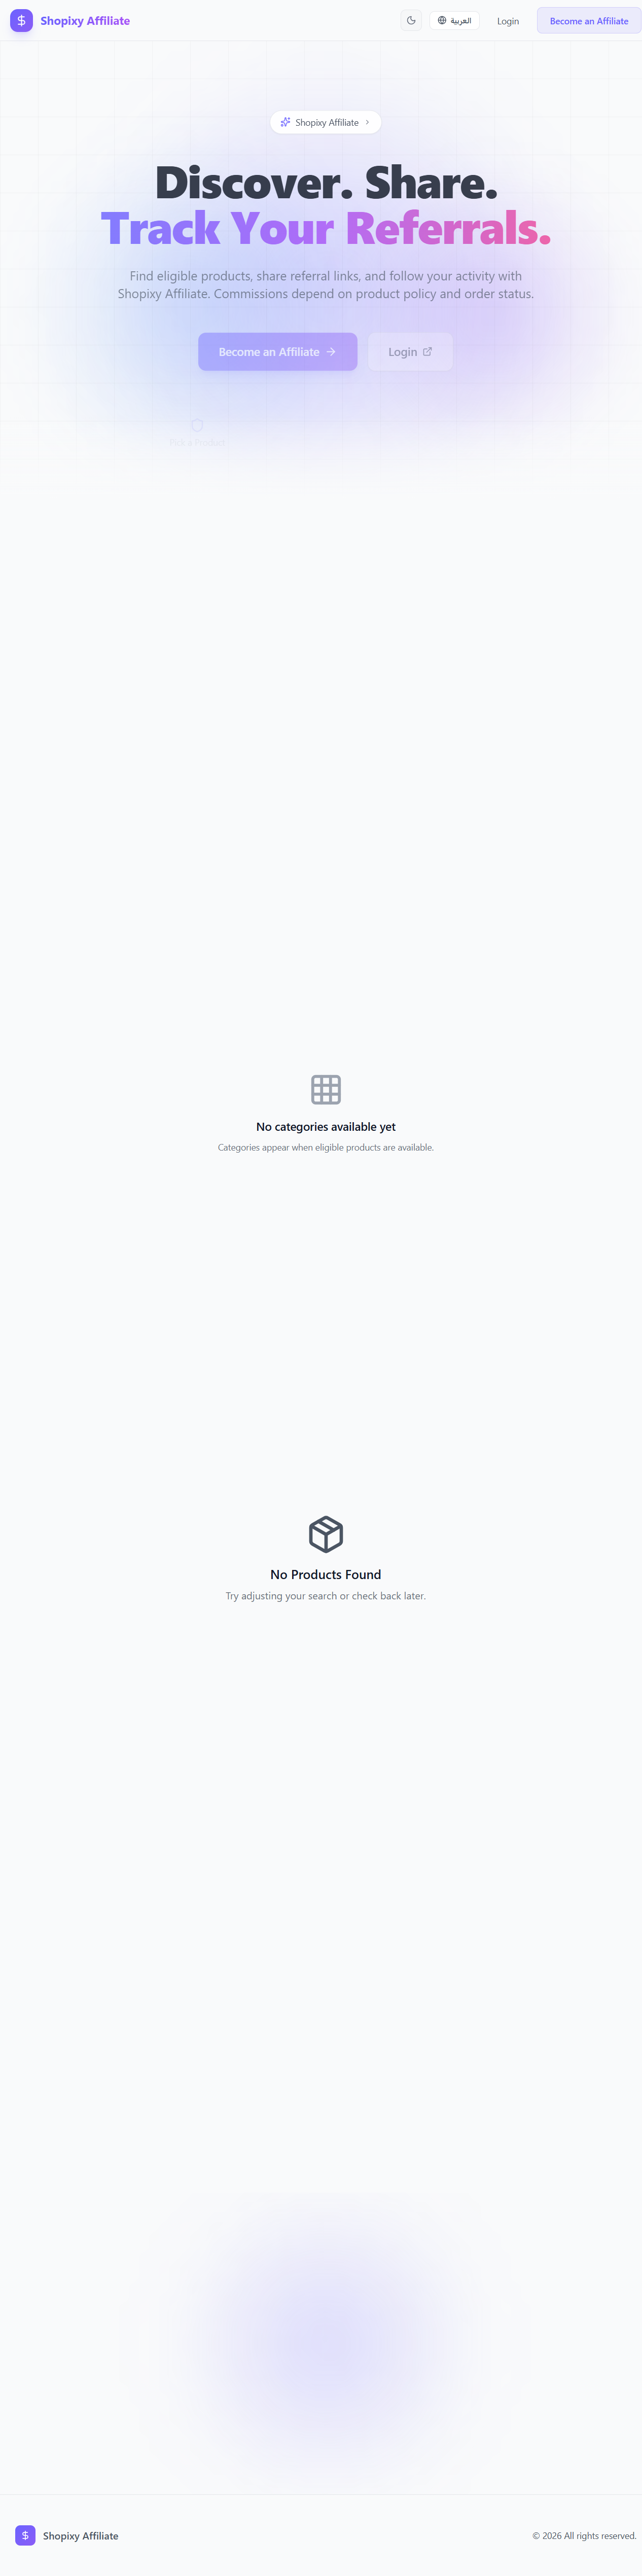 Shopixy Affiliate
العربية
Login
Become an Affiliate
Shopixy Affiliate
Discover. Share.
Track Your Referrals.
Find eligible products, share referral links, and follow your activity with
Shopixy Affiliate. Commissions depend on product policy and order status.
Become an Affiliate
Login
Pick a Product
No categories available yet
Categories appear when eligible products are available.
No Products Found
Try adjusting your search or check back later.
Shopixy Affiliate
© 2026 All rights reserved.